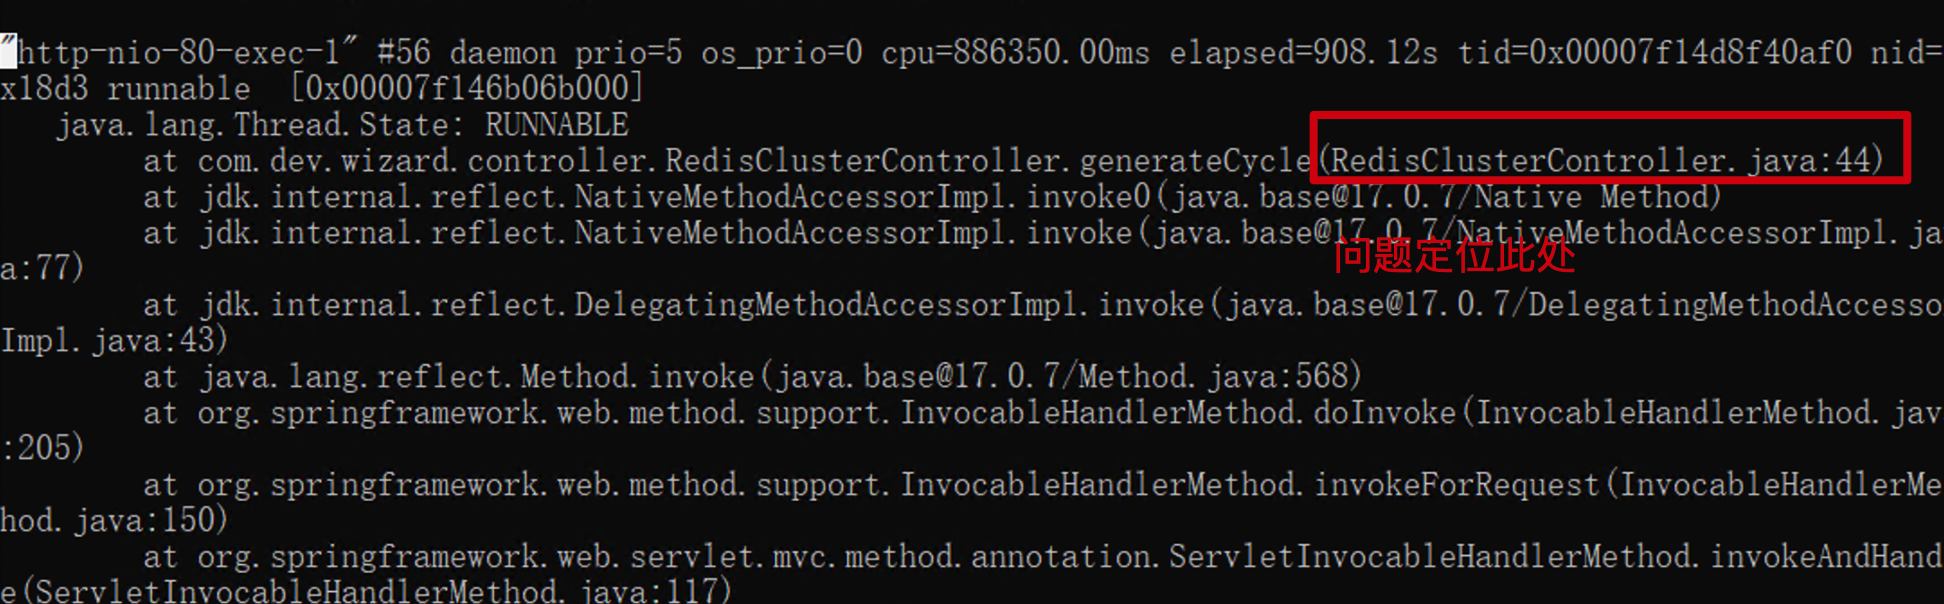 "http-nio-80-exec-1" #56 daemon prio=5 os_prio=0 cpu=886350.00ms elapsed=908.12s tid=0x00007f14d8f40af0 nid=
x18d3 runnable  [0x00007f146b06b000]
java.lang.Thread.State: RUNNABLE
at com.dev.wizard.controller.RedisClusterController.generateCycle(RedisClusterController.java:44)
at jdk.internal.reflect.NativeMethodAccessorImpl.invoke0(java.base@17.0.7/Native Method)
at jdk.internal.reflect.NativeMethodAccessorImpl.invoke(java.base@17.0.7/NativeMethodAccessorImpl.ja
问题定位此处
a:77)
at jdk.internal.reflect.DelegatingMethodAccessorImpl.invoke(java.base@17.0.7/DelegatingMethodAccesso
Impl.java:43)
at java.lang.reflect.Method.invoke(java.base@17.0.7/Method.java:568)
at org.springframework.web.method.support.InvocableHandlerMethod.doInvoke(InvocableHandlerMethod.jav
:205)
at org.springframework.web.method.support.InvocableHandlerMethod.invokeForRequest(InvocableHandlerMe
hod.java:150)
at org.springframework.web.servlet.mvc.method.annotation.ServletInvocableHandlerMethod.invokeAndHand
e(ServletInvocableHandlerMethod.java:117)